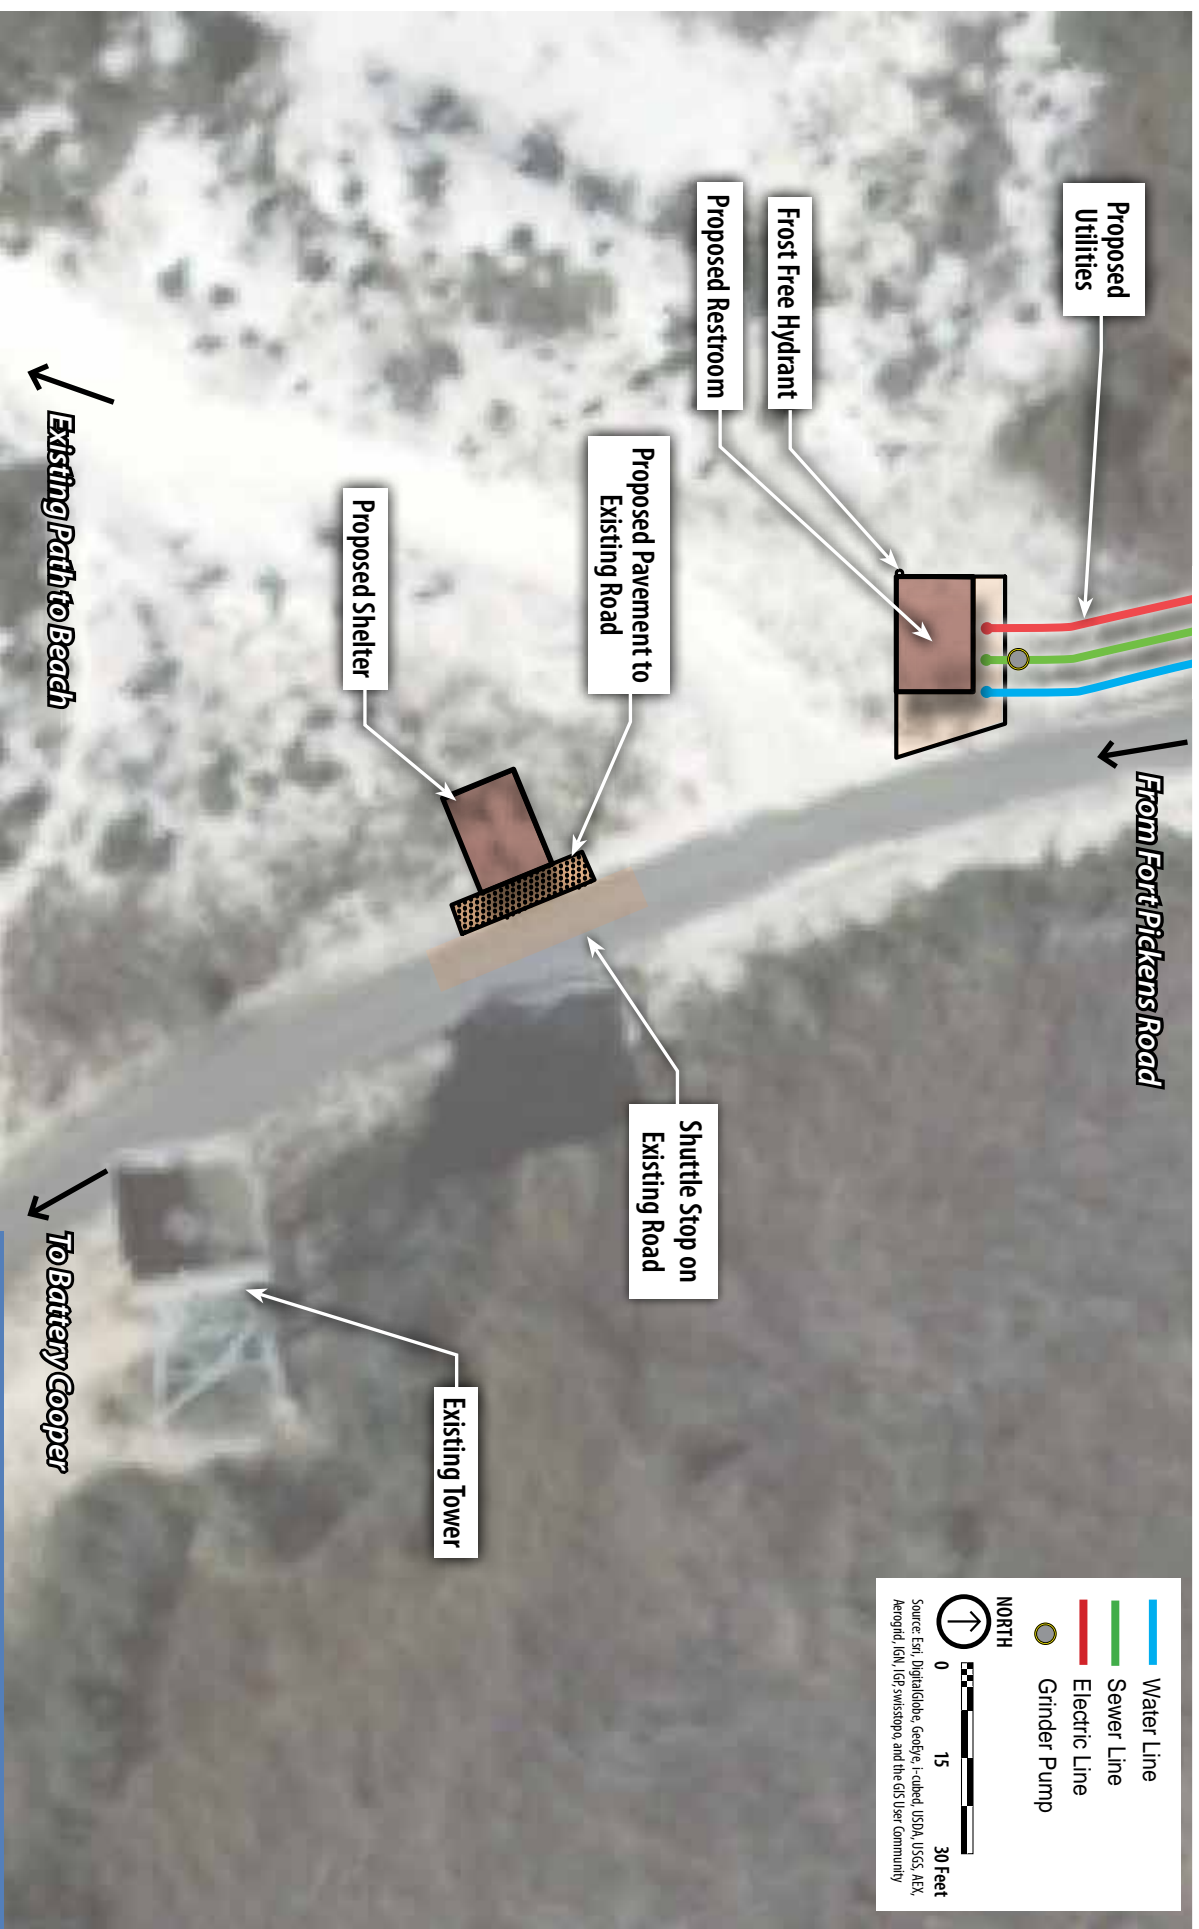 Proposed
Utilities
Frost Free Hydrant
Proposed Restroom
Proposed Pavement to
Existing Road
Proposed Shelter
Existing Path to Beach
From Fort Pickens Road
Shuttle Stop on
Existing Road
Existing Tower
To Battery Cooper
Water Line
Sewer Line
Electric Line
Grinder Pump
NORTH
0 15 30 Feet
Source: Esri, DigitalGlobe, GeoEye, i-cubed, USDA, USGS, AEX,
Aerogrid, IGN, IGP, swisstopo, and the GIS User Community